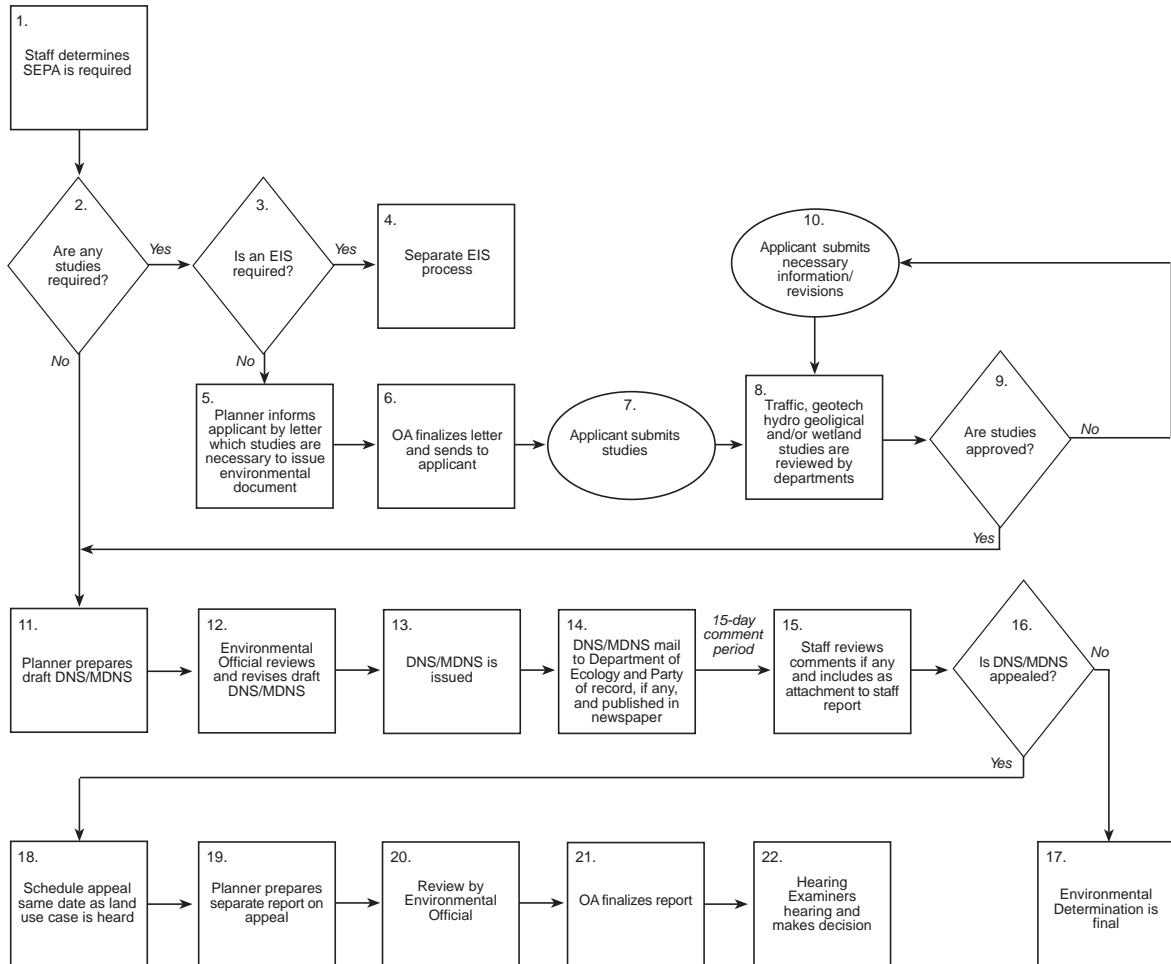 1.
Staff determines
SEPA is required
2.
Are any
studies
required?
Yes
No
3.
Is an EIS
required?
Yes
No
4.
Separate EIS
process
5.
Planner informs
applicant by letter
which studies are
necessary to issue
environmental
document
6.
OA finalizes letter
and sends to
applicant
7.
Applicant submits
studies
10.
Applicant submits
necessary
information/
revisions
8.
Traffic, geotech
hydro geoligical
and/or wetland
studies are
reviewed by
departments
9.
Are studies
approved?
No
Yes
11.
Planner prepares
draft DNS/MDNS
12.
Environmental
Official reviews
and revises draft
DNS/MDNS
13.
DNS/MDNS is
issued
14.
DNS/MDNS mail
to Department of
Ecology and Party
of record, if any,
and published in
newspaper
15-day
comment
period
15.
Staff reviews
comments if any
and includes as
attachment to staff
report
16.
Is DNS/MDNS
appealed?
No
Yes
18.
Schedule appeal
same date as land
use case is heard
19.
Planner prepares
separate report on
appeal
20.
Review by
Environmental
Official
21.
OA finalizes report
22.
Hearing
Examiners
hearing and
makes decision
17.
Environmental
Determination is
final